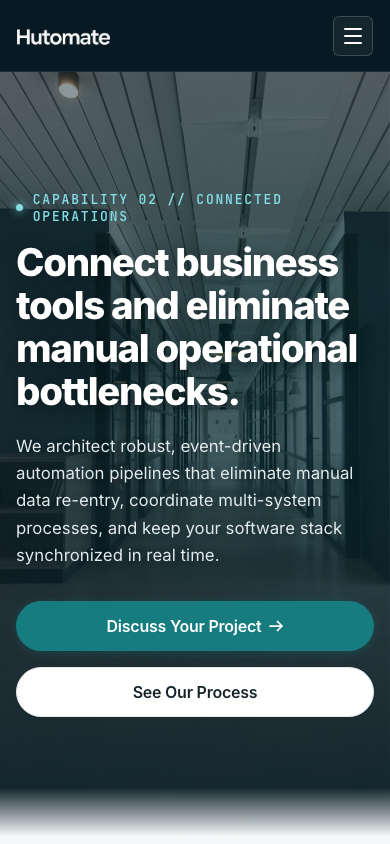 Hutomate
CAPABILITY 02 // CONNECTED
OPERATIONS
Connect business
tools and eliminate
manual operational
bottlenecks.
We architect robust, event-driven
automation pipelines that eliminate manual
data re-entry, coordinate multi-system
processes, and keep your software stack
synchronized in real time.
Discuss Your Project →
See Our Process